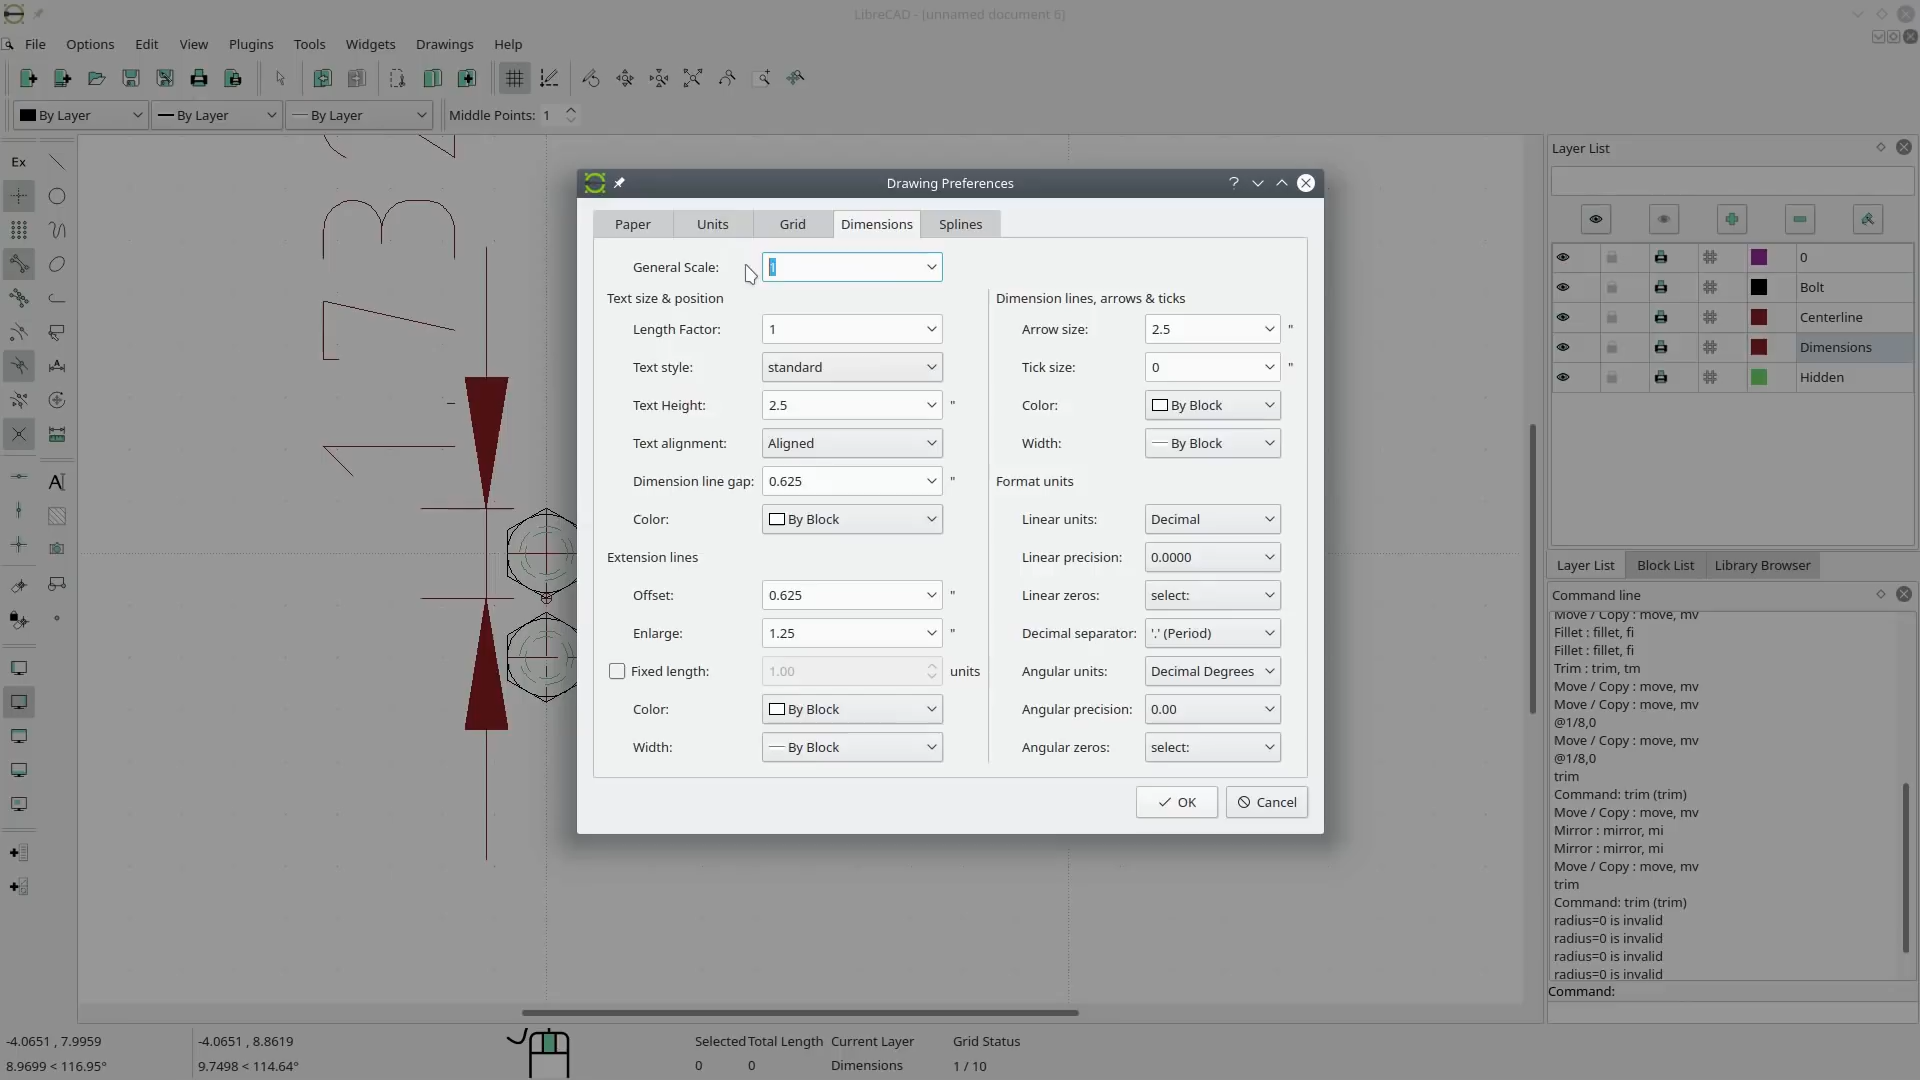 LibreCAD - [unnamed document 6]
File Options Edit View Plugins Tools Widgets Drawings Help
By Layer By Layer By Layer Middle Points: 1
Ex
173
Drawing Preferences
Paper Units Grid Dimensions Splines
General Scale: 1
Text size & position
Length Factor: 1
Text style: standard
Text Height: 2.5 "
Text alignment: Aligned
Dimension line gap: 0.625 "
Color: By Block
Extension lines
Offset: 0.625 "
Enlarge: 1.25 "
Fixed length: 1.00 units
Color: By Block
Width: By Block
Dimension lines, arrows & ticks
Arrow size: 2.5 "
Tick size: 0 "
Color: By Block
Width: By Block
Format units
Linear units: Decimal
Linear precision: 0.0000
Linear zeros: select:
Decimal separator: '.' (Period)
Angular units: Decimal Degrees
Angular precision: 0.00
Angular zeros: select:
OK Cancel
Layer List
0
Bolt
Centerline
Dimensions
Hidden
Layer List Block List Library Browser
Command line
Move / Copy : move, mv
Fillet : fillet, fi
Fillet : fillet, fi
Trim : trim, tm
Move / Copy : move, mv
Move / Copy : move, mv
@1/8,0
Move / Copy : move, mv
@1/8,0
trim
Command: trim (trim)
Move / Copy : move, mv
Mirror : mirror, mi
Mirror : mirror, mi
Move / Copy : move, mv
trim
Command: trim (trim)
radius=0 is invalid
radius=0 is invalid
radius=0 is invalid
radius=0 is invalid
Command:
-4.0651 , 7.9959
8.9699 < 116.95°
-4.0651 , 8.8619
9.7498 < 114.64°
Selected Total Length Current Layer Grid Status
0 0 Dimensions 1 / 10